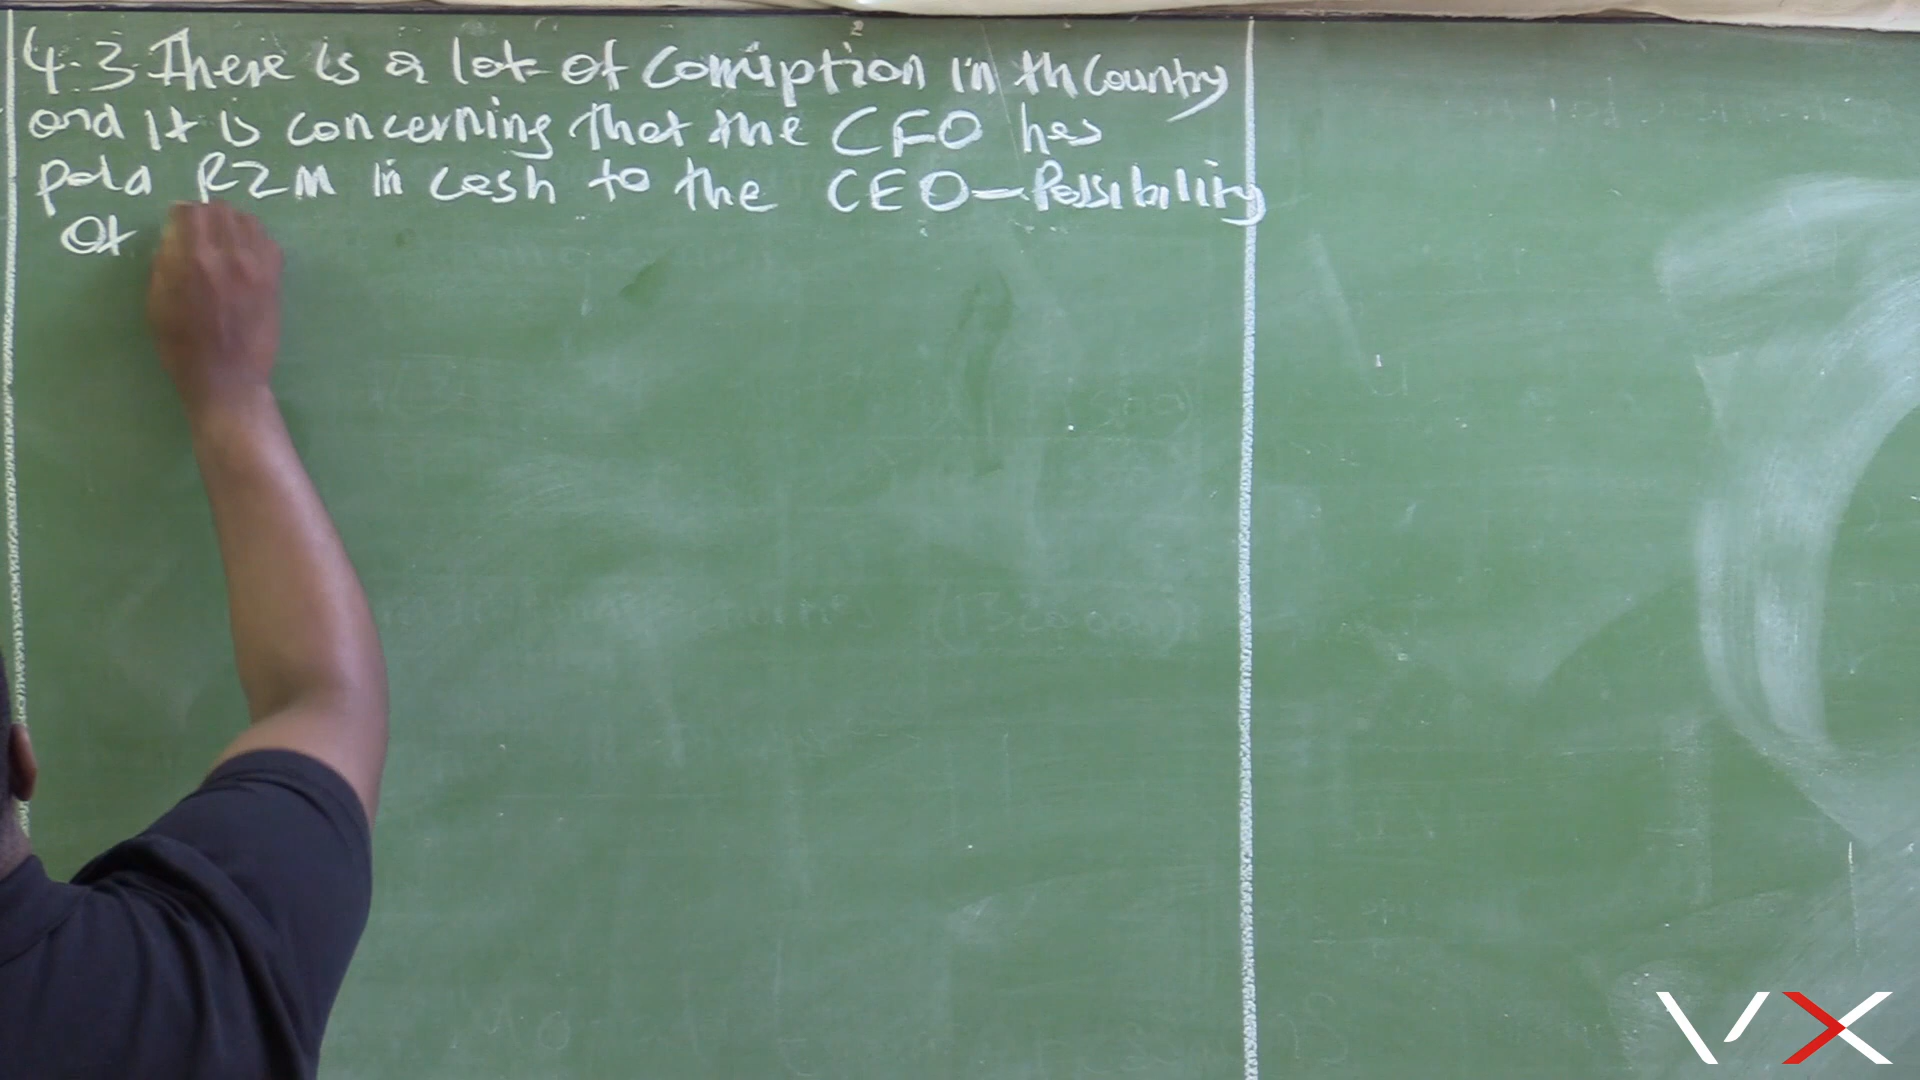 4.3 There is a lot of Corruption in th Country
and it is concerning that the CFO has
paid R2M in cash to the CEO - Possibility
Of
VX